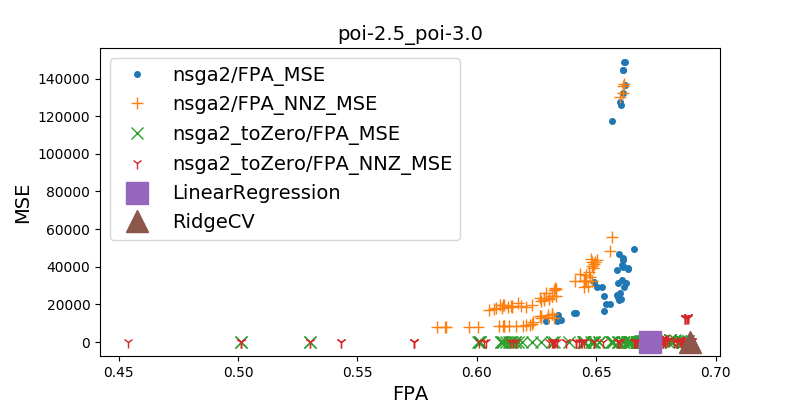 poi-2.5_poi-3.0
nsga2/FPA_MSE
nsga2/FPA_NNZ_MSE
nsga2_toZero/FPA_MSE
nsga2_toZero/FPA_NNZ_MSE
LinearRegression
RidgeCV
MSE
140000
120000
100000
80000
60000
40000
20000
0
0.45 0.50 0.55 0.60 0.65 0.70
FPA